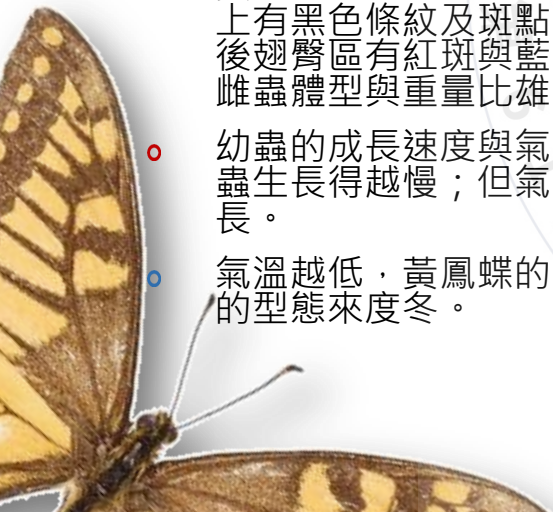 上有黑色條紋及斑點
後翅臀區有紅斑與藍
雌蟲體型與重量比雄
幼蟲的成長速度與氣
蟲生長得越慢；但氣
長。
氣溫越低，黃鳳蝶的
的型態來度冬。